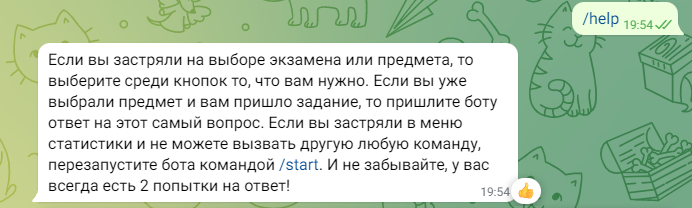 /help 19:54
Если вы застряли на выборе экзамена или предмета, то
выберите среди кнопок то, что вам нужно. Если вы уже
выбрали предмет и вам пришло задание, то пришлите боту
ответ на этот самый вопрос. Если вы застряли в меню
статистики и не можете вызвать другую любую команду,
перезапустите бота командой /start. И не забывайте, у вас
всегда есть 2 попытки на ответ!
19:54